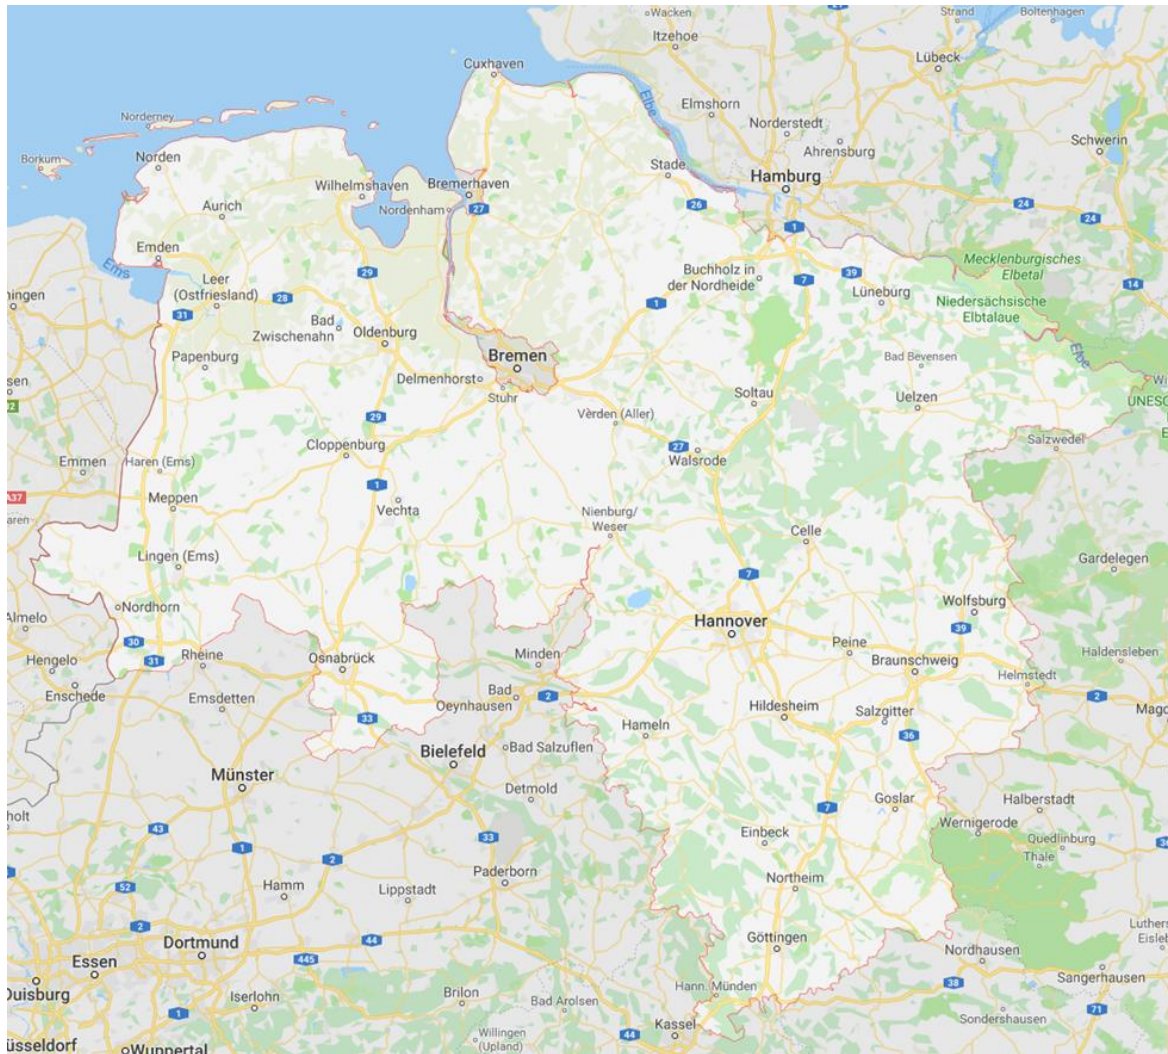 Wacken
Strand
Boltenhagen
Itzehoe
Lübeck
Cuxhaven
Elbe
Elmshorn
Norderstedt
Norderney
Ahrensburg
Schwerin
Borkum
Norden
Stade
Hamburg
Wilhelmshaven
Bremerhaven
Aurich
Nordenham
27
26
24
24
1
Emden
Ems
Mecklenburgisches
Elbetal
29
39
Leer
(Ostfriesland)
Buchholz in
der Nordheide
7
14
28
1
Lüneburg
Niedersächsische
Elbtalaue
31
Bad
Zwischenahn
Oldenburg
Papenburg
Bremen
Bad Bevensen
Elbe
Delmenhorst
Stuhr
Soltau
Uelzen
UNESC
29
Verden (Aller)
Cloppenburg
27
Walsrode
Salzwedel
Emmen
Haren (Ems)
1
A37
Meppen
Vechta
Nienburg/
Weser
Celle
Lingen (Ems)
Gardelegen
7
Nordhorn
Almelo
Wolfsburg
Hannover
39
30
Peine
31
Rheine
Osnabrück
Minden
Hengelo
Braunschweig
Haldensleben
Helmstedt
Enschede
Emsdetten
Bad
Oeynhausen
2
2
Magd
33
Hameln
Hildesheim
Salzgitter
36
Bielefeld
Bad Salzuflen
Münster
Detmold
7
Goslar
Halberstadt
43
1
2
33
Einbeck
Wernigerode
Quedlinburg
Thale
36
Paderborn
52
Hamm
Lippstadt
Northeim
2
Dortmund
44
Göttingen
Nordhausen
Essen
445
Sangerhausen
Duisburg
Hann. Münden
38
Iserlohn
Brilon
Bad Arolsen
1
71
Sondershausen
Willingen
(Upland)
44
Kassel
üsseldorf
Wuppertal